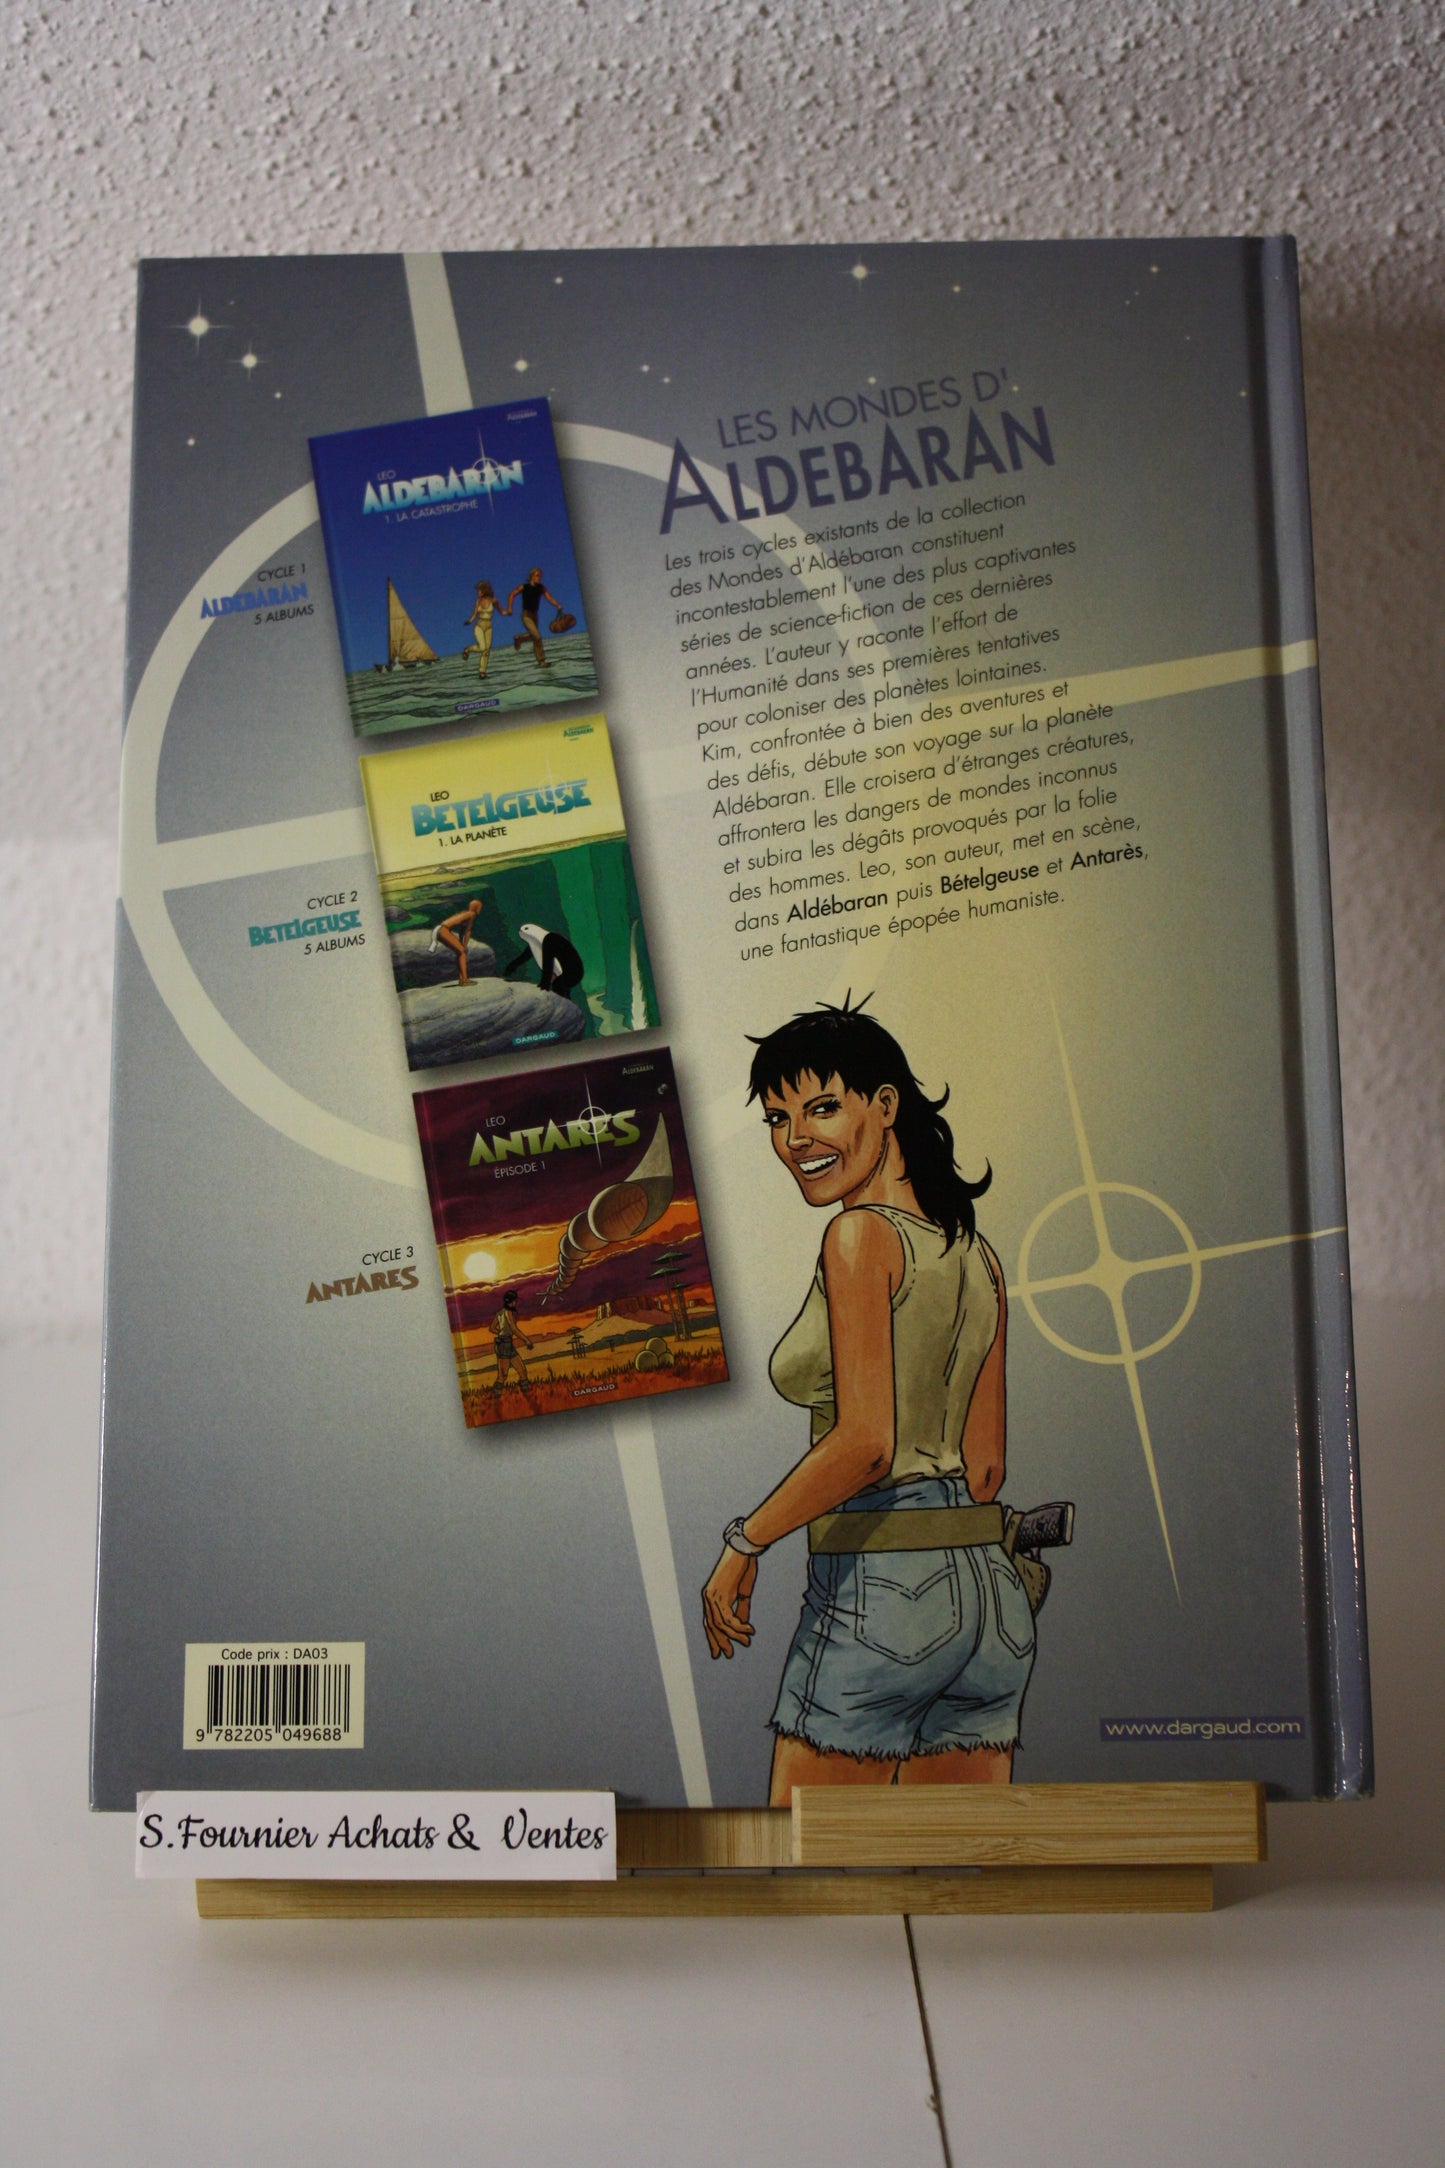 LES MONDES D'
ALDEBARAN
Les trois cycles existants de la collection
des Mondes d'Aldébaran constituent
incontestablement l'une des plus captivantes
séries de science-fiction de ces dernières
années. L'auteur y raconte l'effort de
l'Humanité dans ses premières tentatives
pour coloniser des planètes lointaines.
Kim, confrontée à bien des aventures et
des défis, débute son voyage sur la planète
Aldébaran. Elle croisera d'étranges créatures,
affrontera les dangers de mondes inconnus
et subira les dégâts provoqués par la folie
des hommes. Leo, son auteur, met en scène,
dans Aldébaran puis Bételgeuse et Antarès,
une fantastique épopée humaniste.
CYCLE 1
ALDEBARAN
5 ALBUMS
LEO
ALDEBARAN
1. LA CATASTROPHE
DARGAUD
CYCLE 2
BETELGEUSE
5 ALBUMS
ALDEBARAN
LEO
BETELGEUSE
1. LA PLANÈTE
DARGAUD
CYCLE 3
ANTARES
ALDEBARAN
LEO
ANTARES
ÉPISODE 1
DARGAUD
Code prix : DA03
9 782205 049688
www.dargaud.com
S.Fournier Achats & Ventes